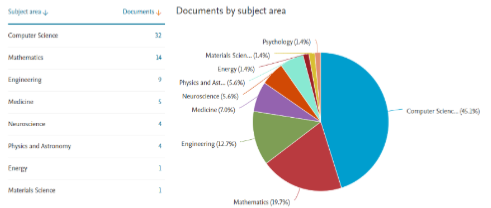 Subject area
Documents
Computer Science 32
Mathematics 14
Engineering 9
Medicine 5
Neuroscience 4
Physics and Astronomy 4
Energy 1
Materials Science 1
Documents by subject area
Psychology (1.4%)
Materials Scien... (1.4%)
Energy (1.4%)
Physics and Ast... (5.6%)
Neuroscience (5.6%)
Medicine (7.0%)
Engineering (12.7%)
Mathematics (19.7%)
Computer Scienc... (45.1%)